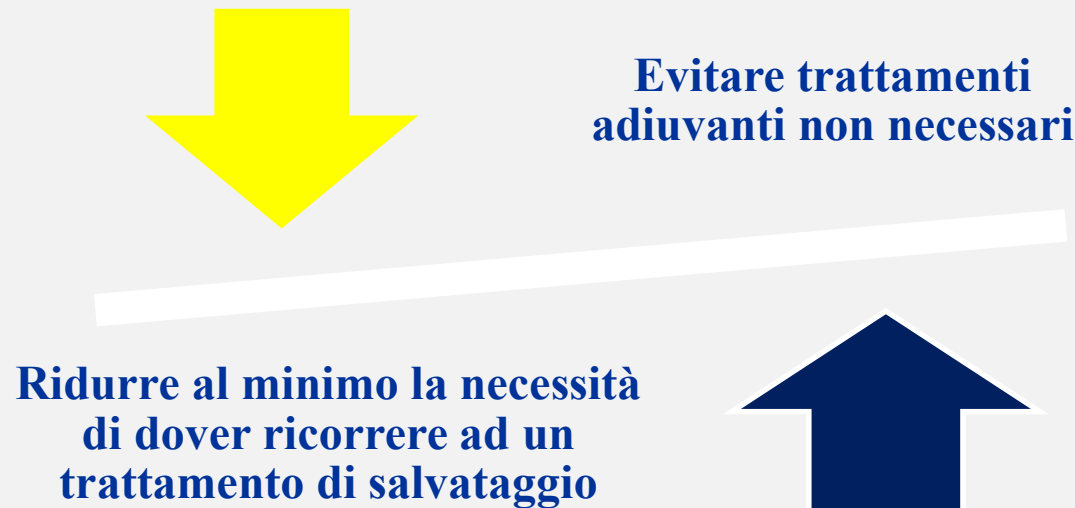 Evitare trattamenti
adiuvanti non necessari
Ridurre al minimo la necessità
di dover ricorrere ad un
trattamento di salvataggio